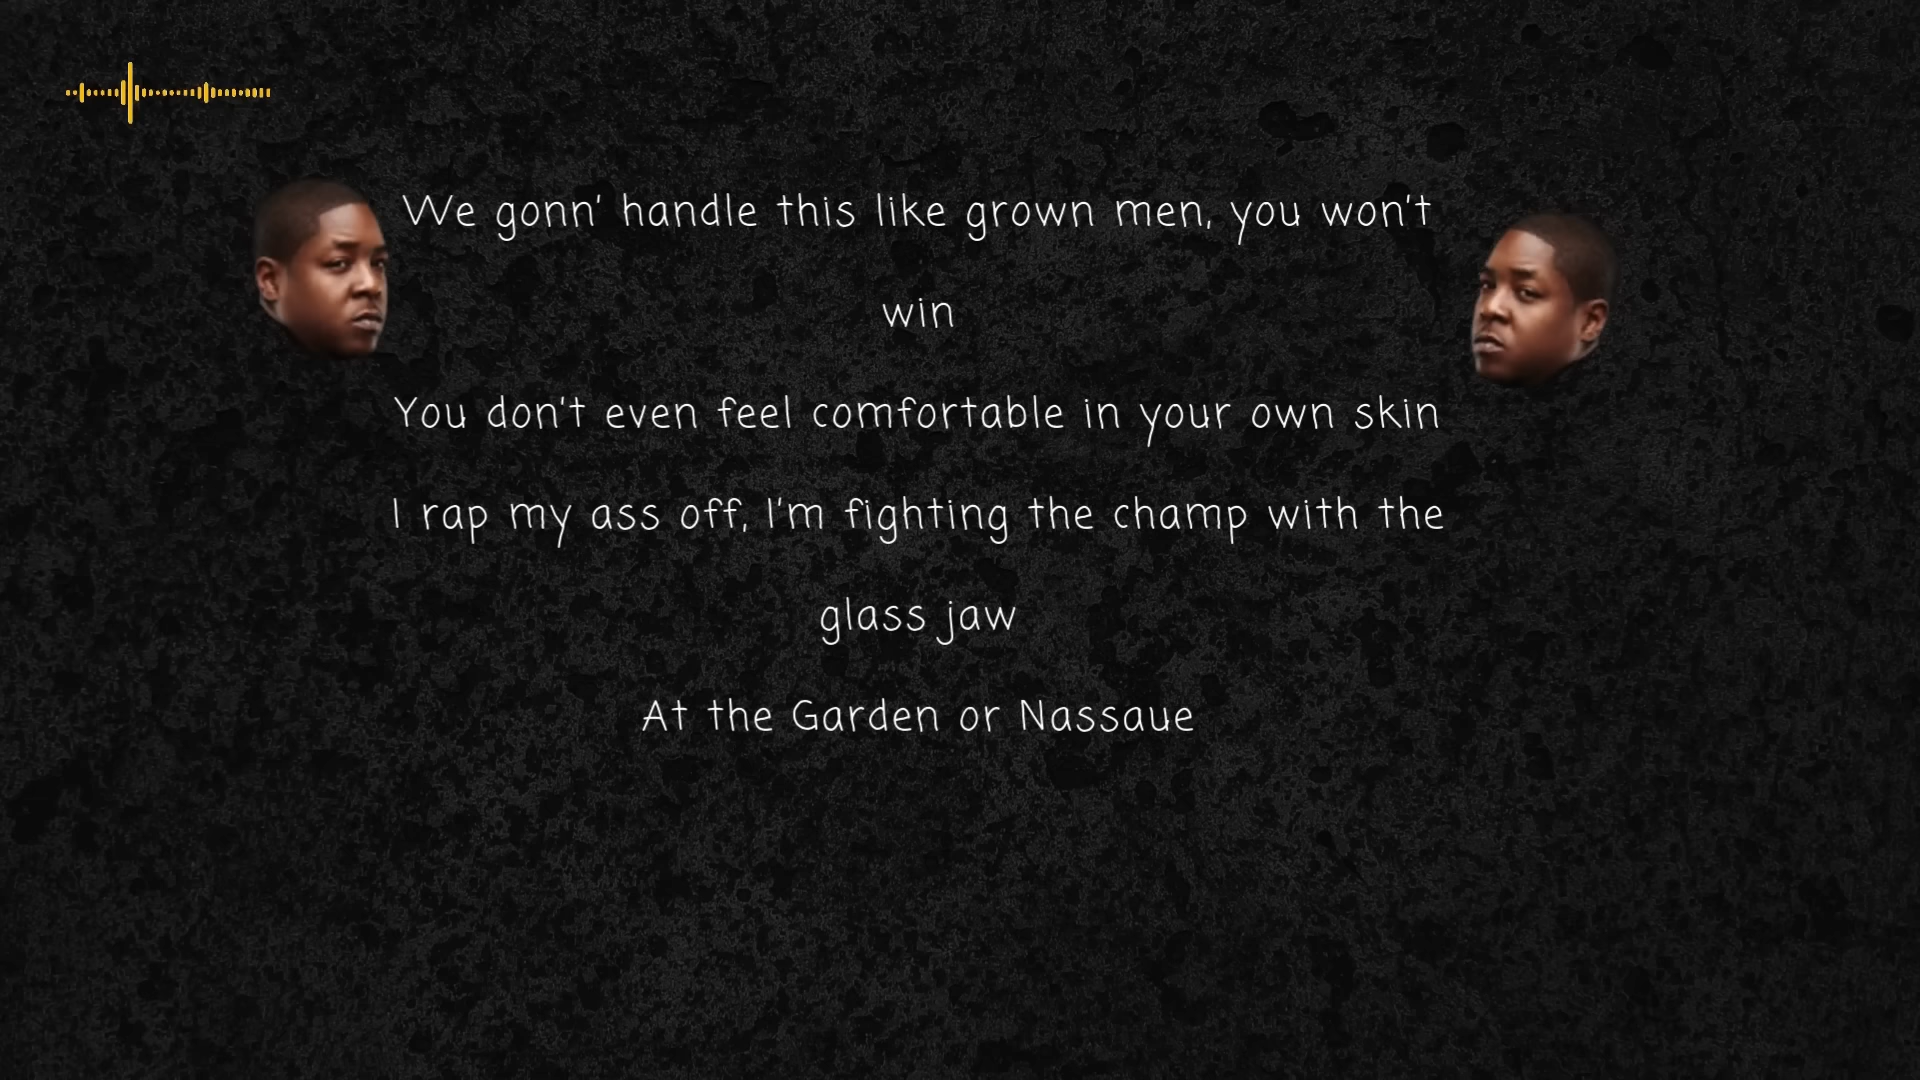 We gonn' handle this like grown men, you won't
win
You don't even feel comfortable in your own skin
I rap my ass off, I'm fighting the champ with the
glass jaw
At the Garden or Nassaue